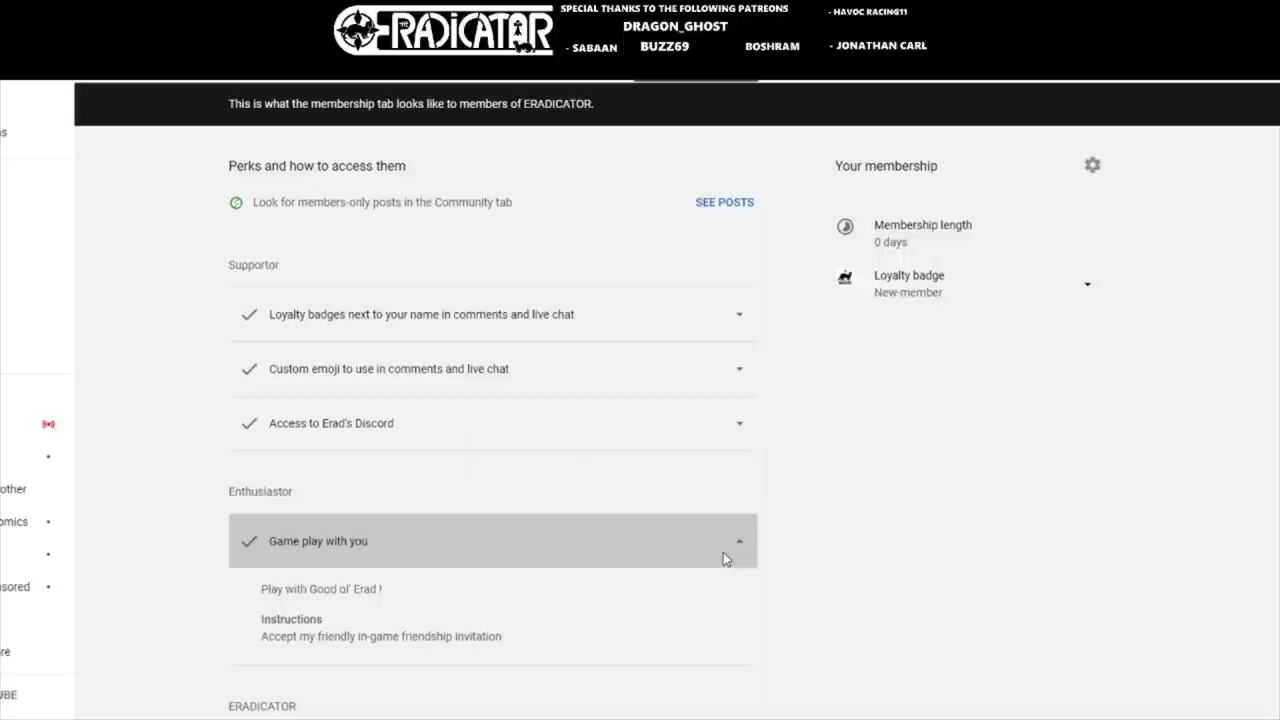 ERADICATOR
SPECIAL THANKS TO THE FOLLOWING PATREONS
- HAVOC RACING11
DRAGON_GHOST
- SABAAN
BUZZ69
BOSHRAM
- JONATHAN CARL
This is what the membership tab looks like to members of ERADICATOR.
Perks and how to access them
Look for members-only posts in the Community tab
SEE POSTS
Supportor
Loyalty badges next to your name in comments and live chat
Custom emoji to use in comments and live chat
Access to Erad's Discord
Enthusiastor
Game play with you
Play with Good ol' Erad !
Instructions
Accept my friendly in-game friendship invitation
ERADICATOR
Your membership
Membership length
0 days
Loyalty badge
New-member
other
omics
nsored
re
UBE